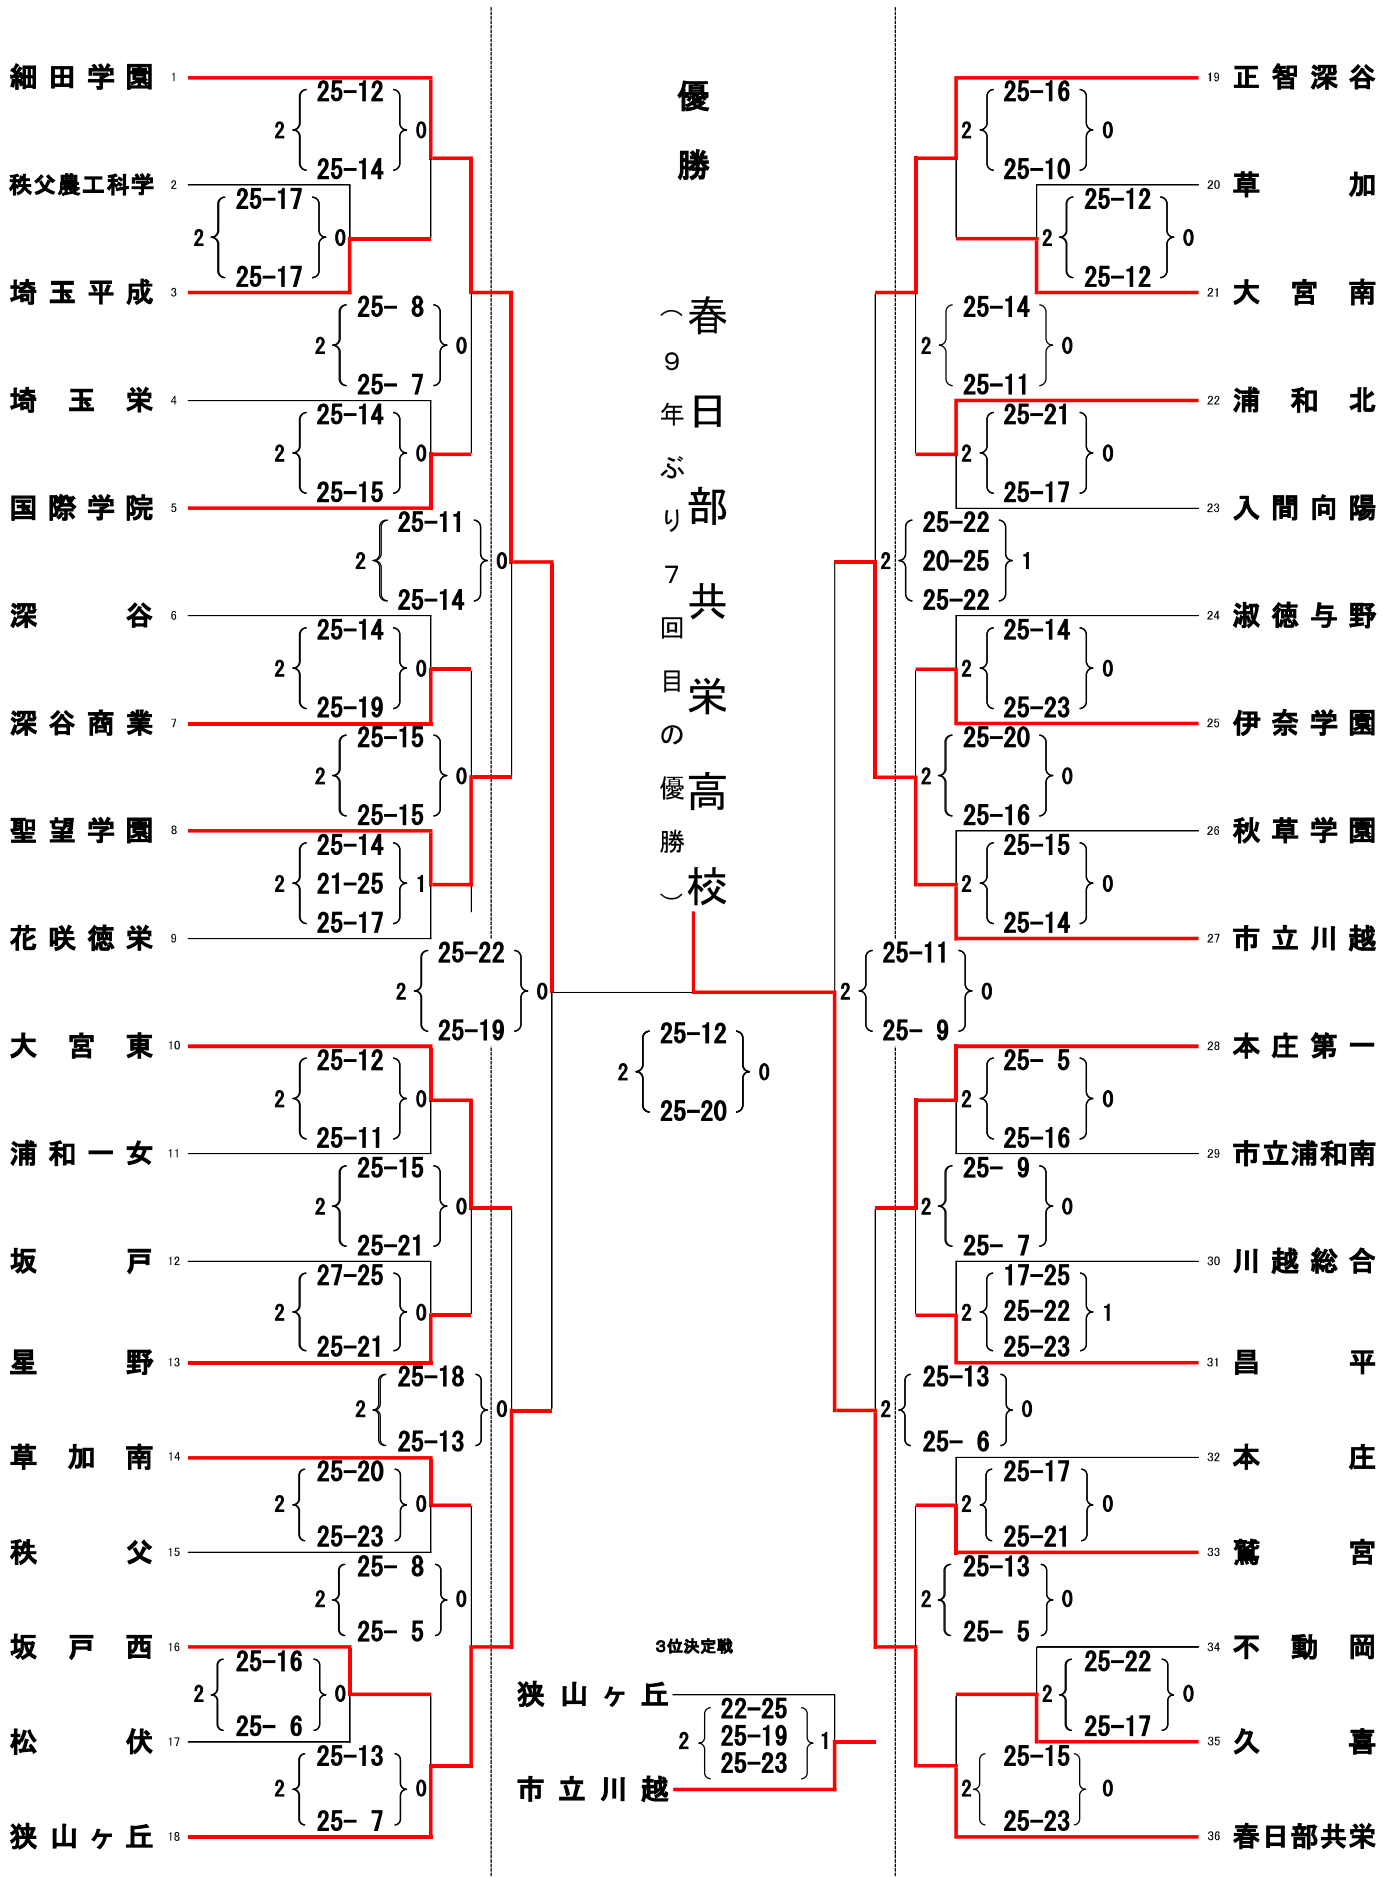 優勝
春日部共栄高校
（９年ぶり７回目の優勝）
細田学園 1
25-12
2 0
25-14
秩父農工科学 2
25-17
2 0
25-17
埼玉平成 3
25- 8
2 0
25- 7
埼玉栄 4
25-14
2 0
25-15
国際学院 5
25-11
2 0
25-14
深谷 6
25-14
2 0
25-19
深谷商業 7
25-15
2 0
25-15
聖望学園 8
25-14
2 21-25 1
25-17
花咲徳栄 9
25-22
2 0
25-19
大宮東 10
25-12
2 0
25-11
浦和一女 11
25-15
2 0
25-21
坂戸 12
27-25
2 0
25-21
星野 13
25-18
2 0
25-13
草加南 14
25-20
2 0
25-23
秩父 15
25- 8
2 0
25- 5
坂戸西 16
25-16
2 0
25- 6
松伏 17
25-13
2 0
25- 7
狭山ヶ丘 18
25-12
2 0
25-20
3位決定戦
狭山ヶ丘
22-25
2 25-19 1
25-23
市立川越
19 正智深谷
25-16
2 0
25-10
20 草加
25-12
2 0
25-12
21 大宮南
25-14
2 0
25-11
22 浦和北
25-21
2 0
25-17
23 入間向陽
25-22
2 20-25 1
25-22
24 淑徳与野
25-14
2 0
25-23
25 伊奈学園
25-20
2 0
25-16
26 秋草学園
25-15
2 0
25-14
27 市立川越
25-11
2 0
25- 9
28 本庄第一
25- 5
2 0
25-16
29 市立浦和南
25- 9
2 0
25- 7
30 川越総合
17-25
2 25-22 1
25-23
31 昌平
25-13
2 0
25- 6
32 本庄
25-17
2 0
25-21
33 鷲宮
25-13
2 0
25- 5
34 不動岡
25-22
2 0
25-17
35 久喜
25-15
2 0
25-23
36 春日部共栄